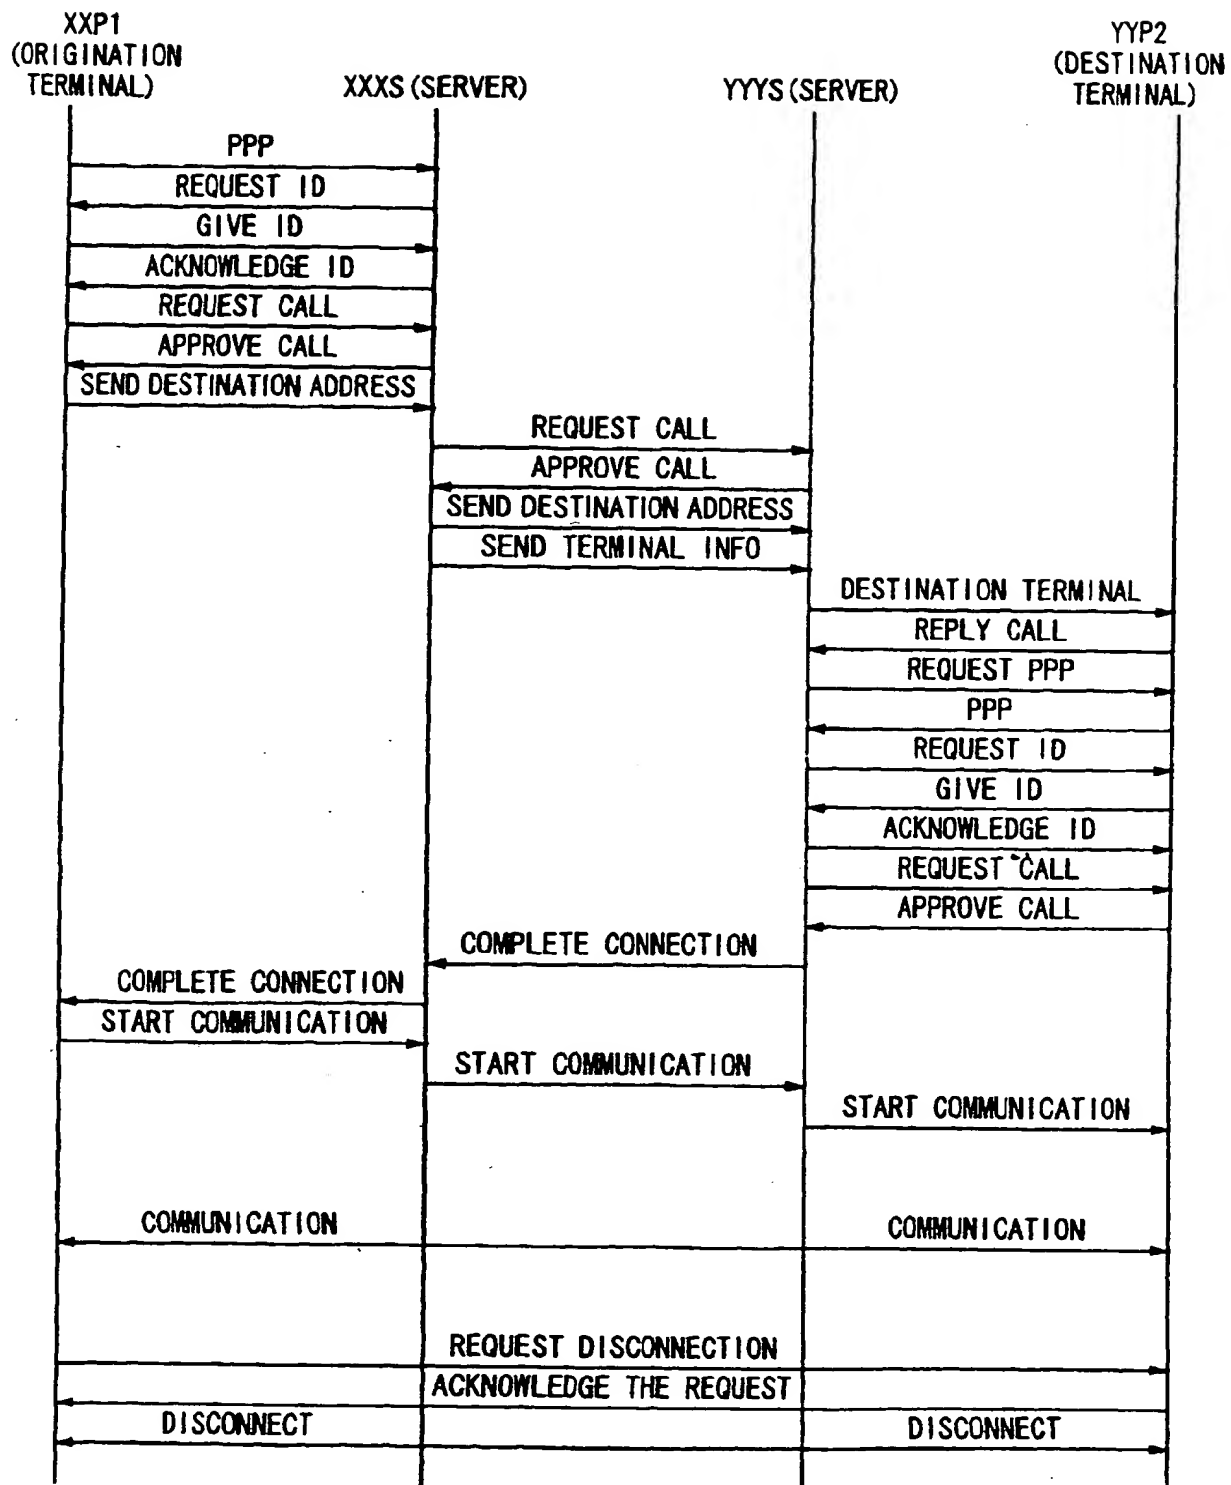 XXP1
(ORIGINATION
TERMINAL)
XXXS (SERVER)
YYYS (SERVER)
YYP2
(DESTINATION
TERMINAL)
PPP
REQUEST ID
GIVE ID
ACKNOWLEDGE ID
REQUEST CALL
APPROVE CALL
SEND DESTINATION ADDRESS
REQUEST CALL
APPROVE CALL
SEND DESTINATION ADDRESS
SEND TERMINAL INFO
DESTINATION TERMINAL
REPLY CALL
REQUEST PPP
PPP
REQUEST ID
GIVE ID
ACKNOWLEDGE ID
REQUEST CALL
APPROVE CALL
COMPLETE CONNECTION
COMPLETE CONNECTION
START COMMUNICATION
START COMMUNICATION
START COMMUNICATION
COMMUNICATION
COMMUNICATION
REQUEST DISCONNECTION
ACKNOWLEDGE THE REQUEST
DISCONNECT
DISCONNECT